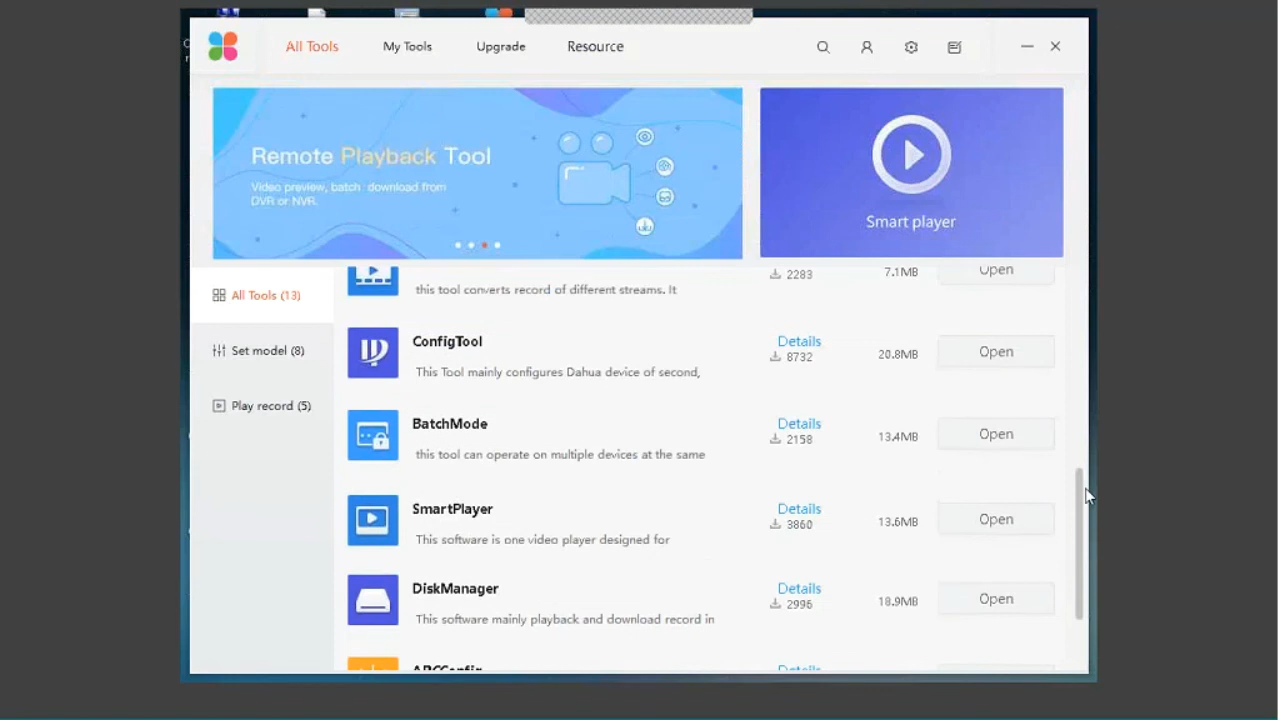 All Tools
My Tools
Upgrade
Resource
Remote Playback Tool
Video preview, batch download from
DVR or NVR.
Smart player
All Tools (13)
Set model (8)
Play record (5)
this tool converts record of different streams. It
2283
7.1MB
Open
ConfigTool
This Tool mainly configures Dahua device of second,
Details
8732
20.8MB
Open
BatchMode
this tool can operate on multiple devices at the same
Details
2158
13.4MB
Open
SmartPlayer
This software is one video player designed for
Details
3860
13.6MB
Open
DiskManager
This software mainly playback and download record in
Details
2996
18.9MB
Open
Details